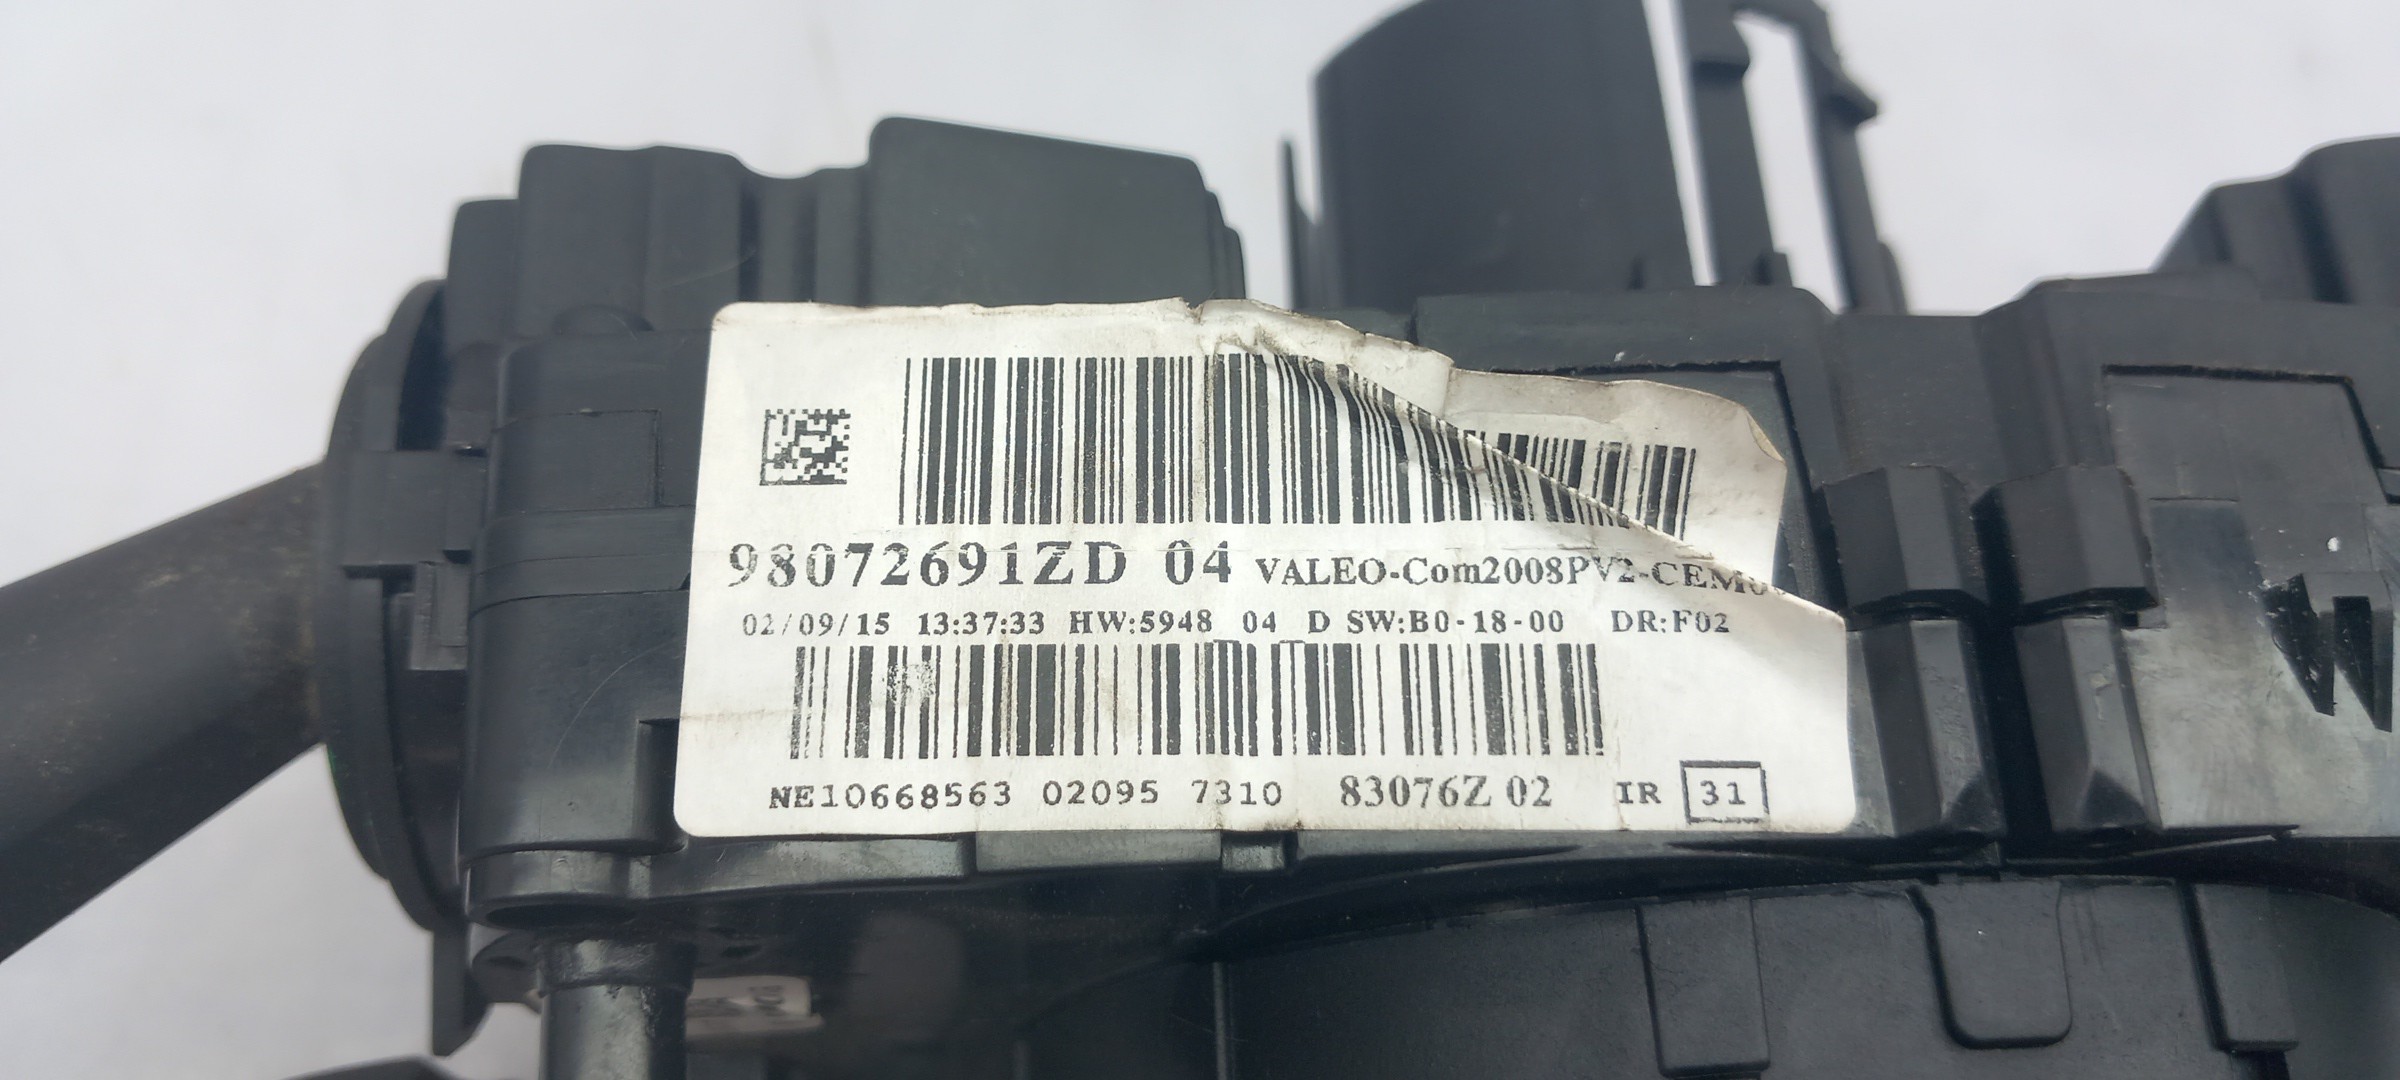 98072691ZD 04 VALEO-Com2008PV2-CEM0
02/09/15 13:37:33 HW:5948 04 D SW:B0-18-00 DR:F02
NE10668563 02095 7310 83076Z 02 IR 31